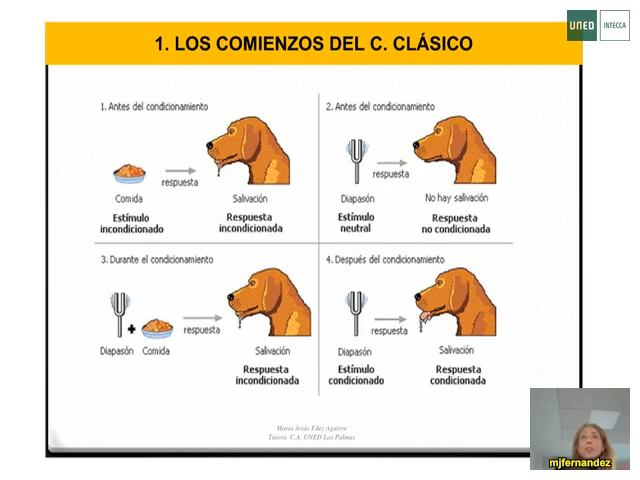 UNED
INTECCA
1. LOS COMIENZOS DEL C. CLÁSICO
1. Antes del condicionamiento
respuesta
Comida
Salivación
Estímulo
incondicionado
Respuesta
incondicionada
2. Antes del condicionamiento
respuesta
Diapasón
No hay salivación
Estímulo
neutral
Respuesta
no condicionada
3. Durante el condicionamiento
+
respuesta
Diapasón
Comida
Salivación
Respuesta
incondicionada
4. Después del condicionamiento
respuesta
Diapasón
Salivación
Estímulo
condicionado
Respuesta
condicionada
María Jesús Fdez Aguirre
Tutora C.A. UNED Las Palmas
mjfernandez